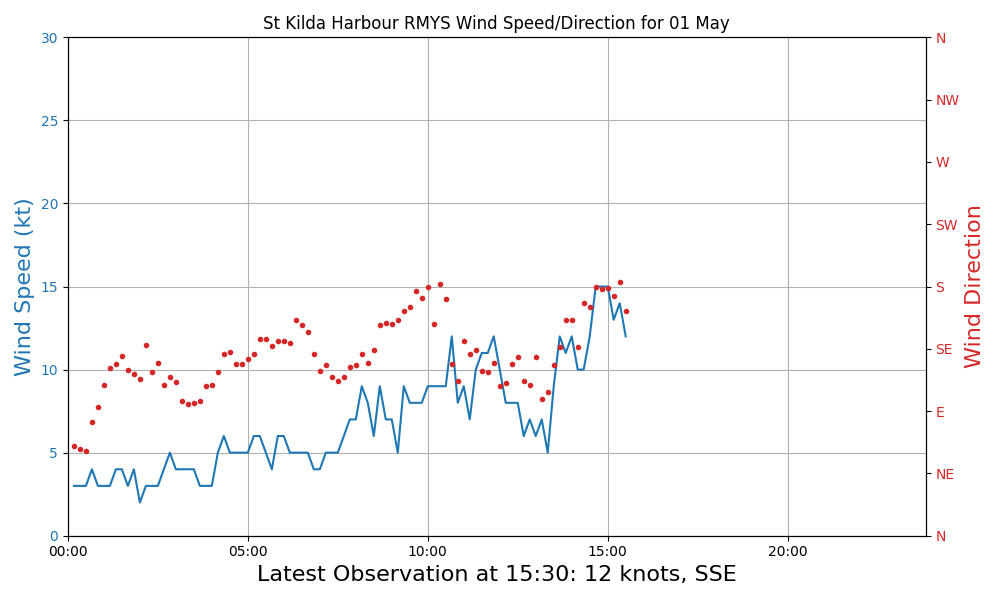 St Kilda Harbour RMYS Wind Speed/Direction for 01 May
30
25
20
15
10
5
0
Wind Speed (kt)
N
NW
W
SW
S
SE
E
NE
N
Wind Direction
00:00
05:00
10:00
15:00
20:00
Latest Observation at 15:30: 12 knots, SSE